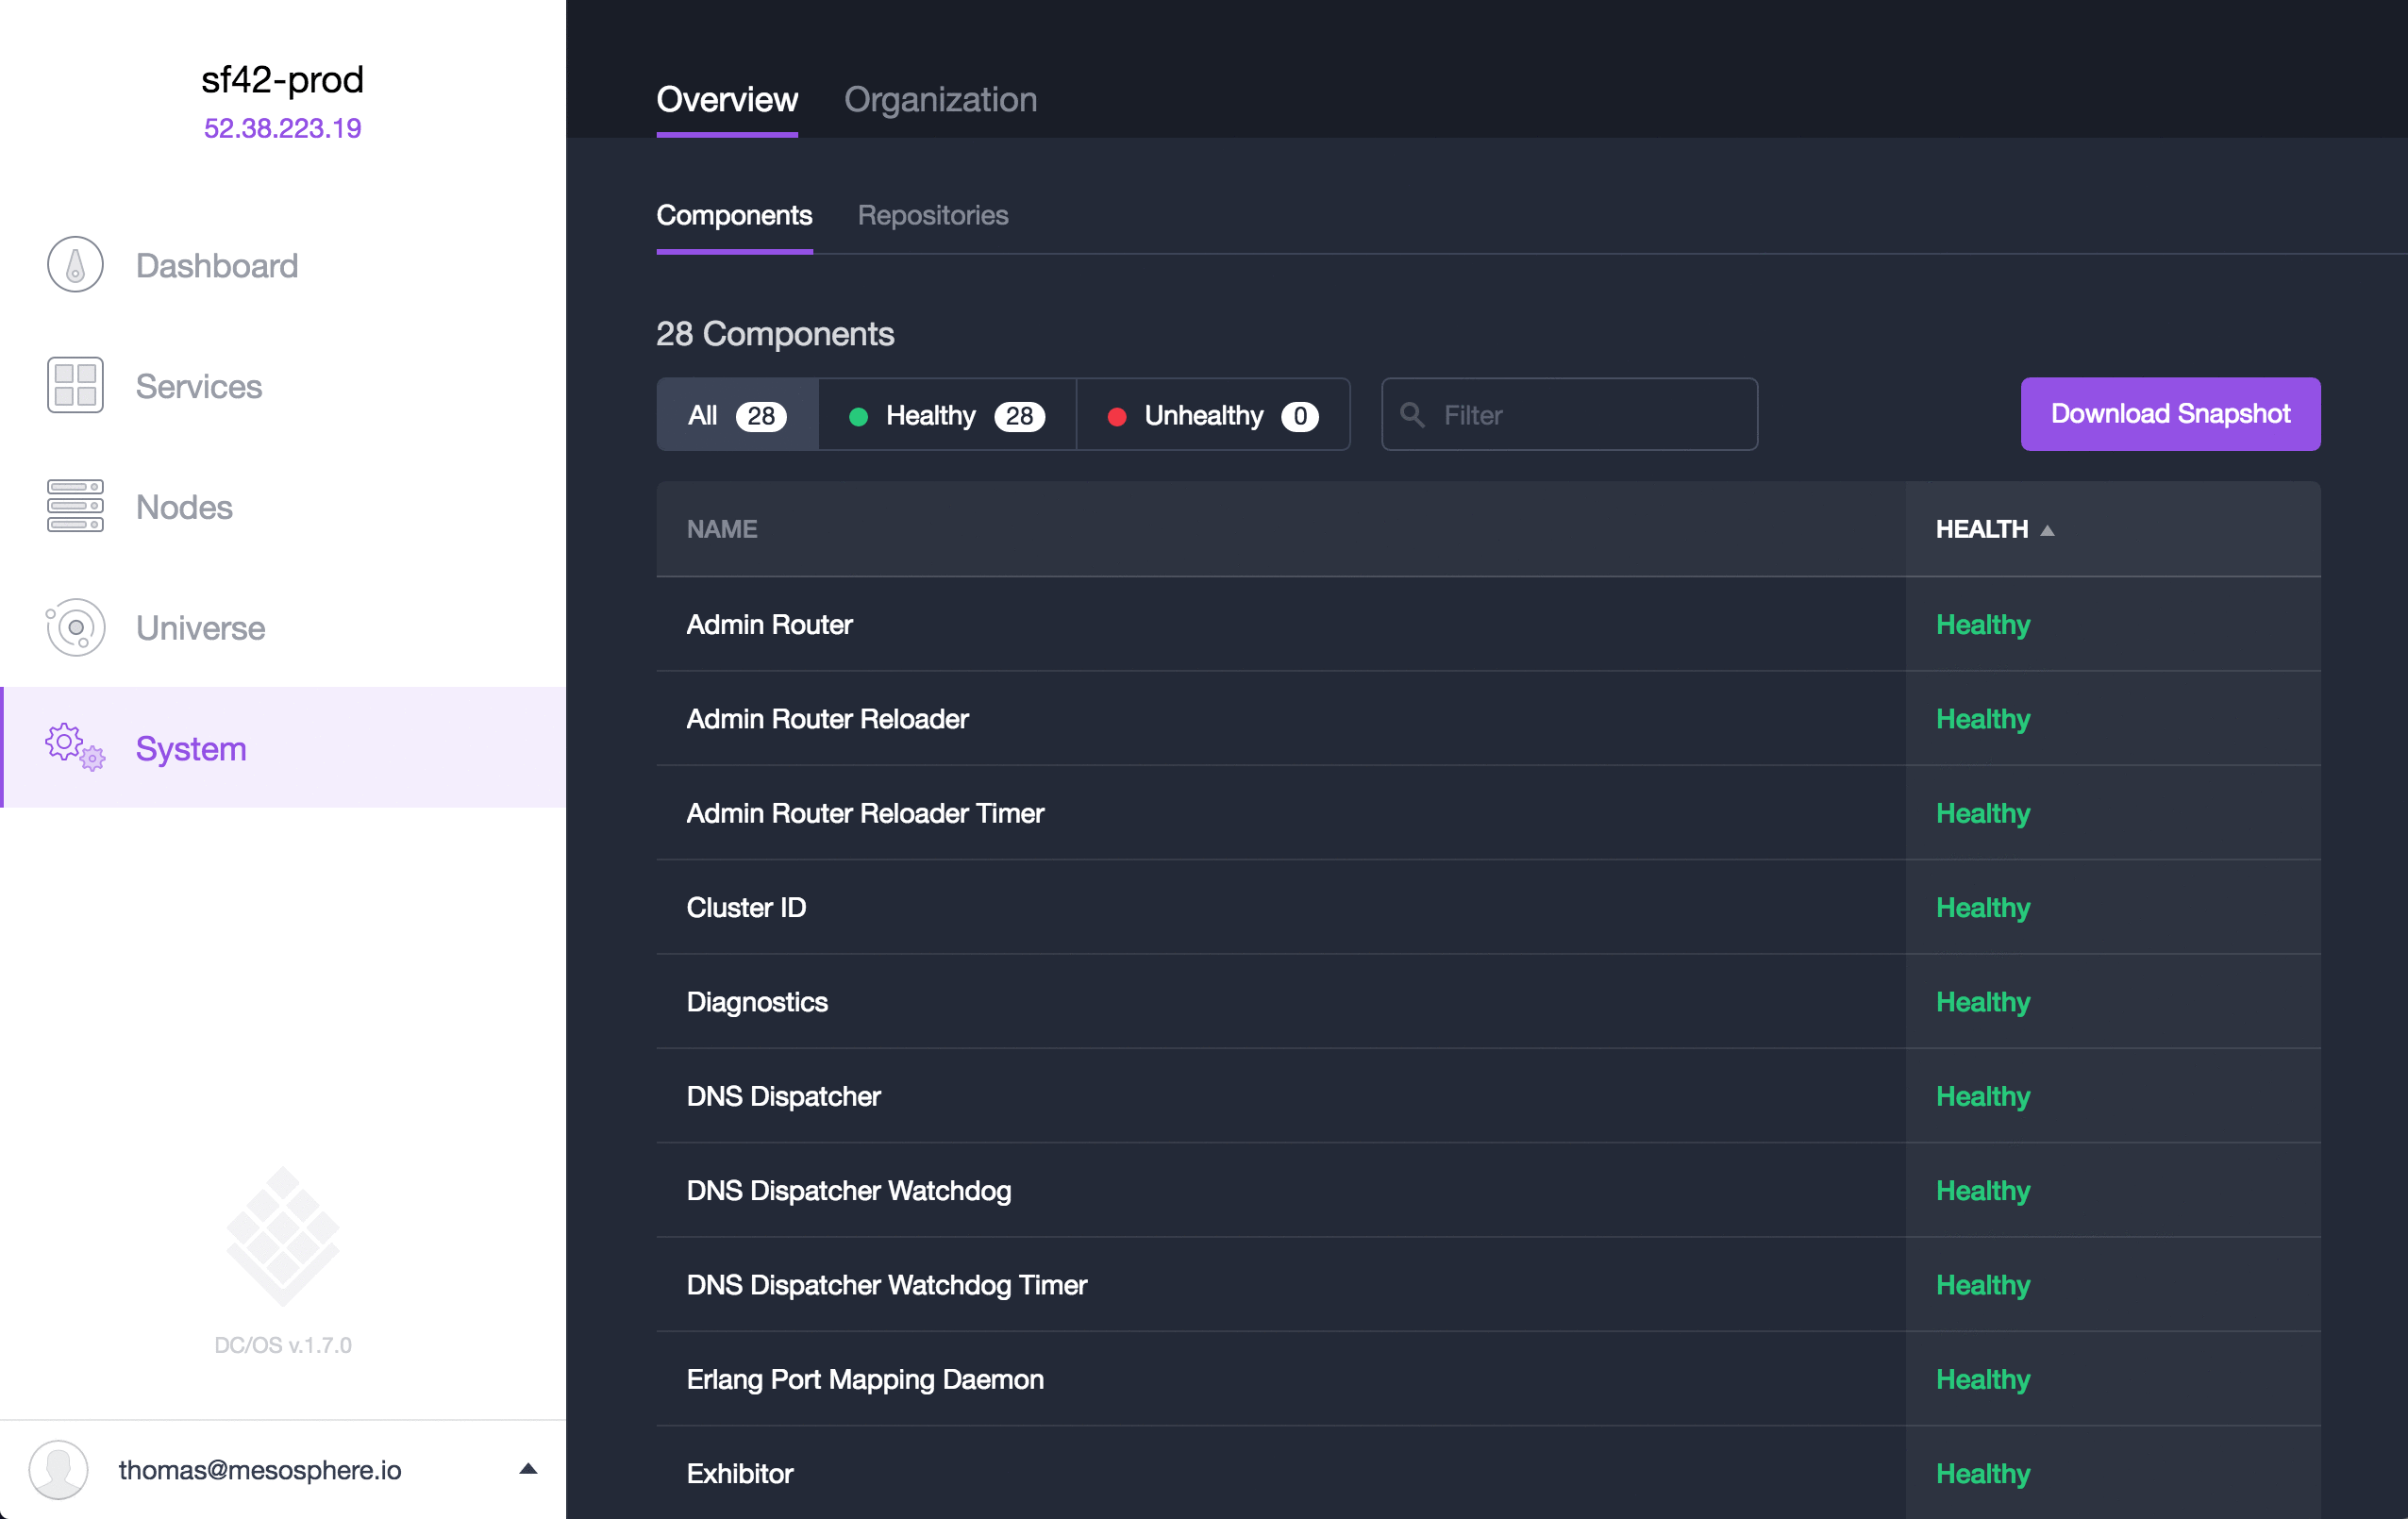 sf42-prod
52.38.223.19
Dashboard
Services
Nodes
Universe
System
DC/OS v.1.7.0
thomas@mesosphere.io
Overview Organization
Components Repositories
28 Components
All 28 Healthy 28 Unhealthy 0 Filter Download Snapshot
NAME HEALTH
Admin Router Healthy
Admin Router Reloader Healthy
Admin Router Reloader Timer Healthy
Cluster ID Healthy
Diagnostics Healthy
DNS Dispatcher Healthy
DNS Dispatcher Watchdog Healthy
DNS Dispatcher Watchdog Timer Healthy
Erlang Port Mapping Daemon Healthy
Exhibitor Healthy